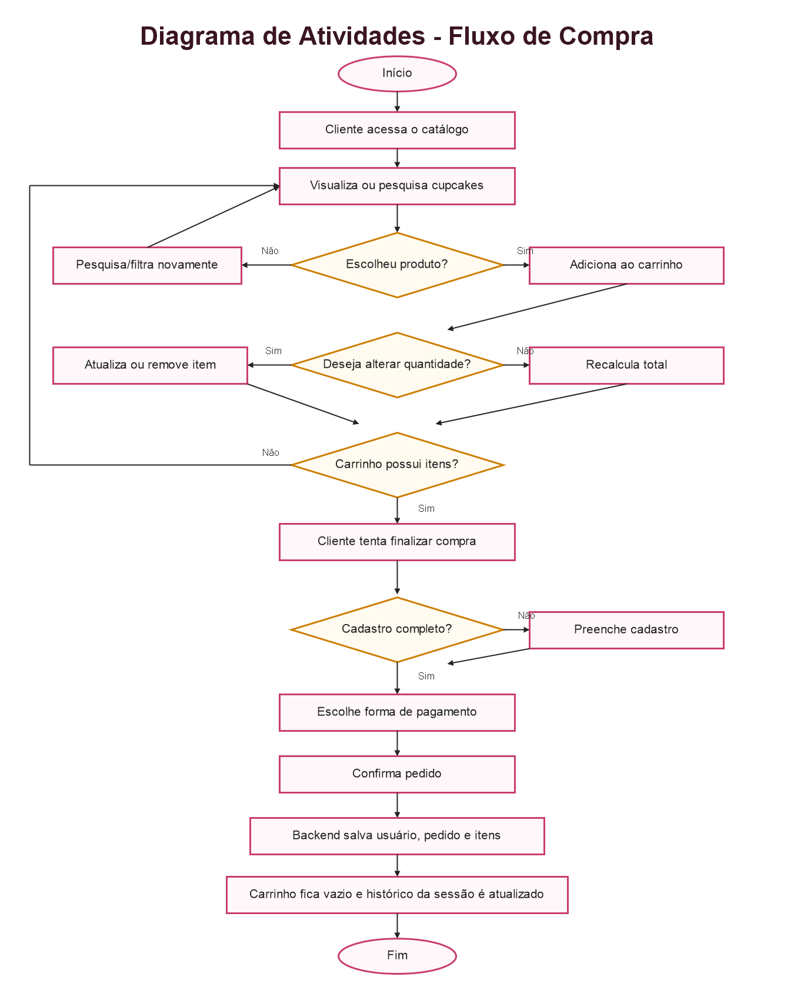 Diagrama de Atividades - Fluxo de Compra
Início
Cliente acessa o catálogo
Visualiza ou pesquisa cupcakes
Não
Sim
Pesquisa/filtra novamente
Escolheu produto?
Adiciona ao carrinho
Sim
Não
Atualiza ou remove item
Deseja alterar quantidade?
Recalcula total
Não
Carrinho possui itens?
Sim
Cliente tenta finalizar compra
Não
Cadastro completo?
Preenche cadastro
Sim
Escolhe forma de pagamento
Confirma pedido
Backend salva usuário, pedido e itens
Carrinho fica vazio e histórico da sessão é atualizado
Fim